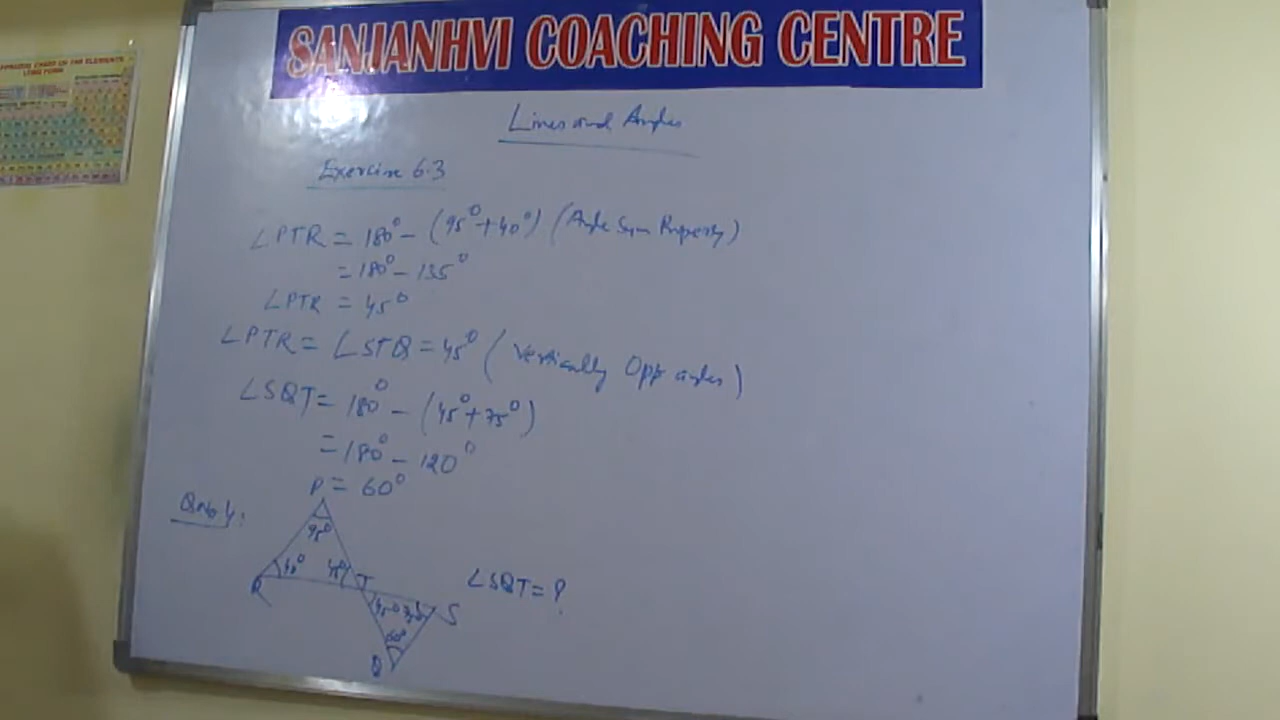 SANJANHVI COACHING CENTRE
Lines and Angles
Exercise 6.3
∠PTR = 180° - (95° + 40°) (Angle Sum Property)
= 180° - 135°
∠PTR = 45°
∠PTR = ∠STQ = 45° (Vertically Opp angles)
∠SQT = 180° - (45° + 75°)
= 180° - 120°
= 60°
QNo 4:
P
95°
R
40°
45°
T
45°
75°
S
60°
Q
∠SQT = ?